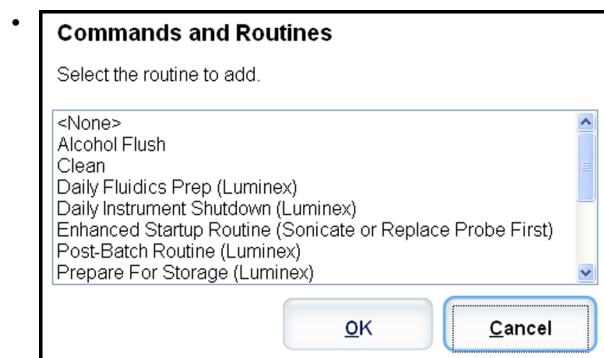 Commands and Routines
Select the routine to add.
<None>
Alcohol Flush
Clean
Daily Fluidics Prep (Luminex)
Daily Instrument Shutdown (Luminex)
Enhanced Startup Routine (Sonicate or Replace Probe First)
Post-Batch Routine (Luminex)
Prepare For Storage (Luminex)
OK
Cancel